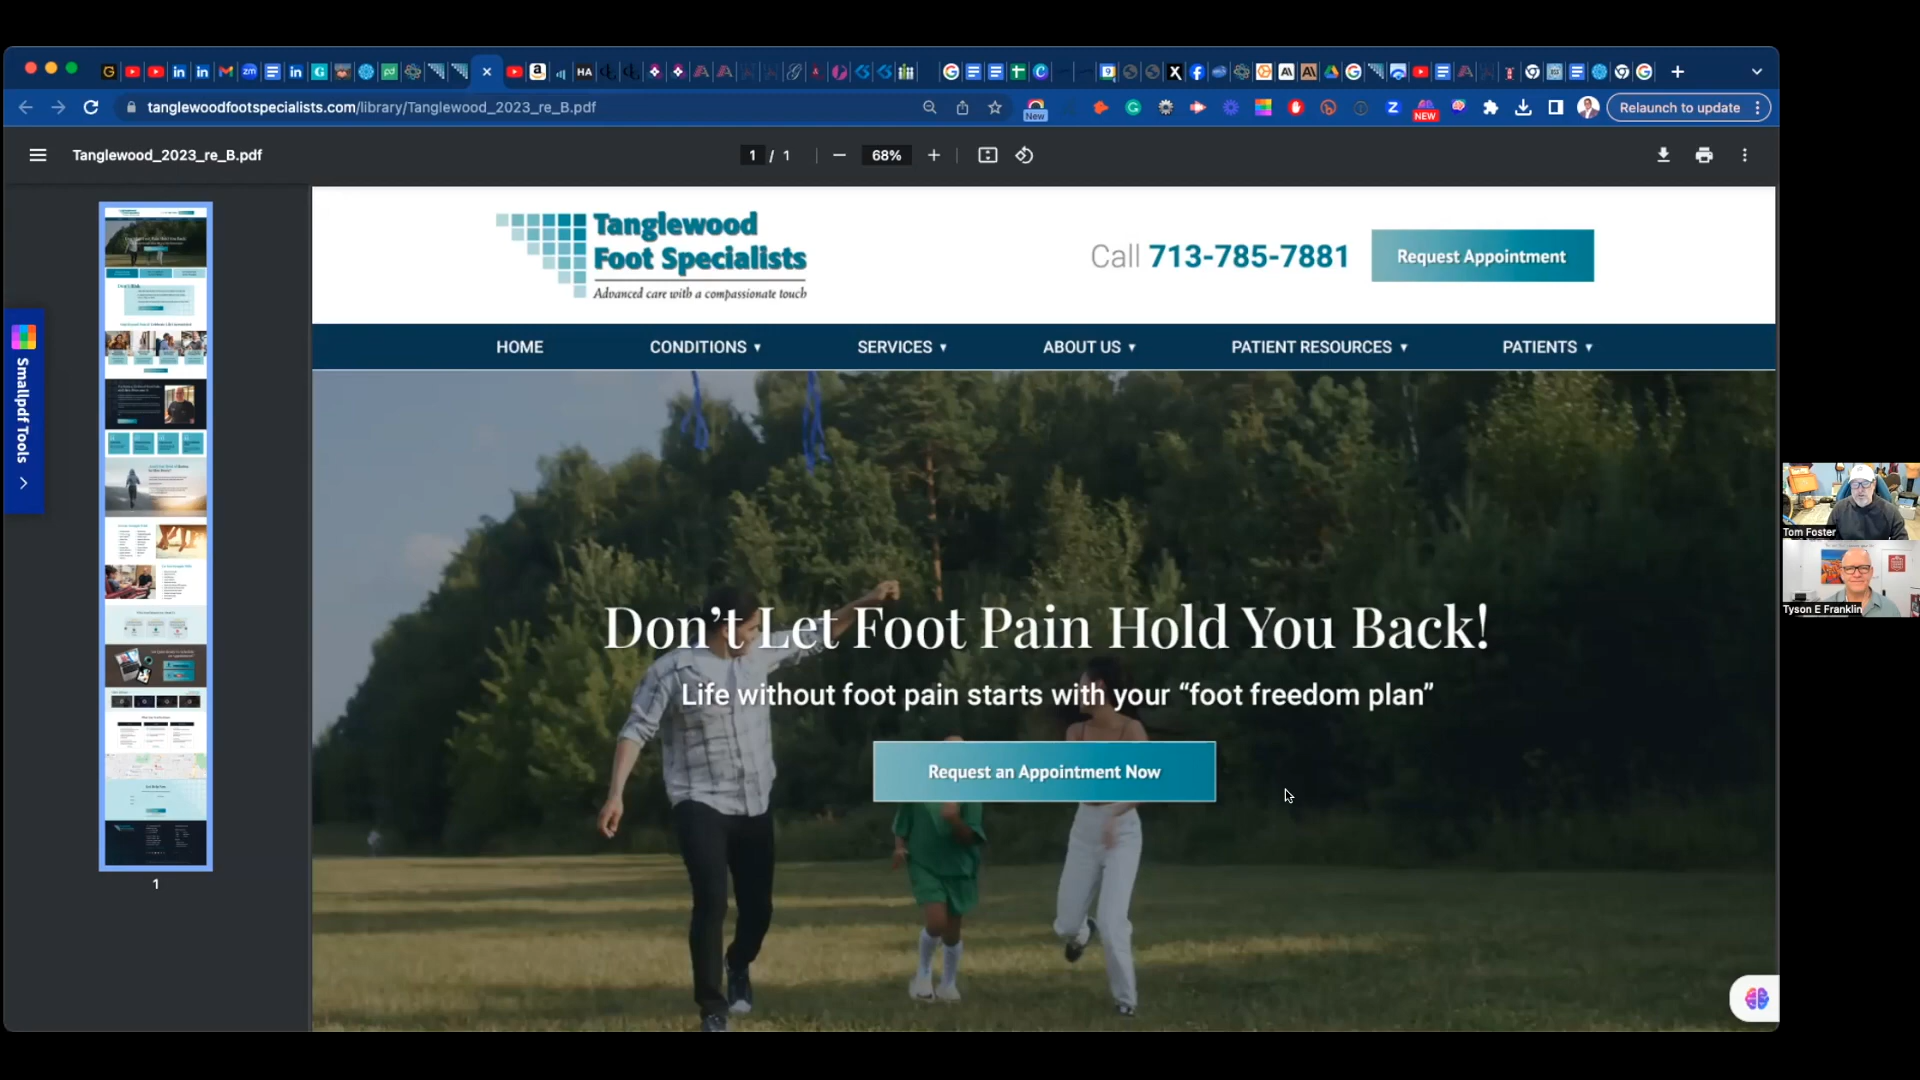 tanglewoodfootspecialists.com/library/Tanglewood_2023_re_B.pdf
New
NEW
Relaunch to update
Tanglewood_2023_re_B.pdf
1 / 1
68%
Smallpdf Tools
1
Tanglewood
Foot Specialists
Advanced care with a compassionate touch
Call 713-785-7881
Request Appointment
HOME
CONDITIONS
SERVICES
ABOUT US
PATIENT RESOURCES
PATIENTS
Don't Let Foot Pain Hold You Back!
Life without foot pain starts with your “foot freedom plan”
Request an Appointment Now
Tom Foster
Tyson E Franklin